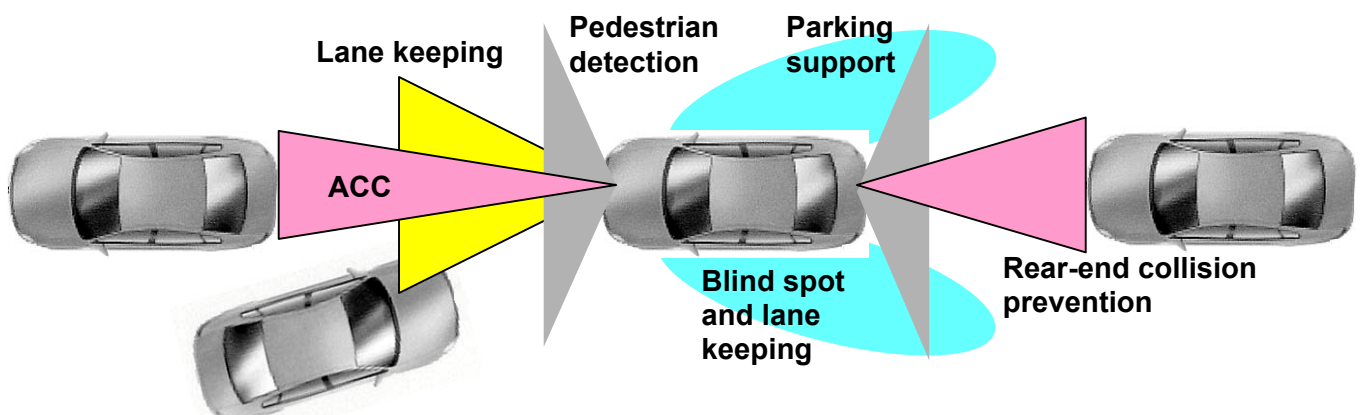 Pedestrian
detection
Parking
support
Lane keeping
ACC
Blind spot
and lane
keeping
Rear-end collision
prevention